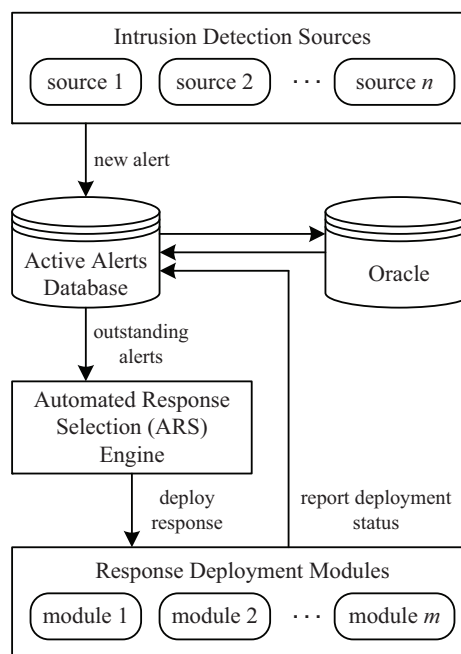 Intrusion Detection Sources
source 1 source 2 ··· source n
new alert
Active Alerts
Database
Oracle
outstanding
alerts
Automated Response
Selection (ARS)
Engine
deploy
response
report deployment
status
Response Deployment Modules
module 1 module 2 ··· module m